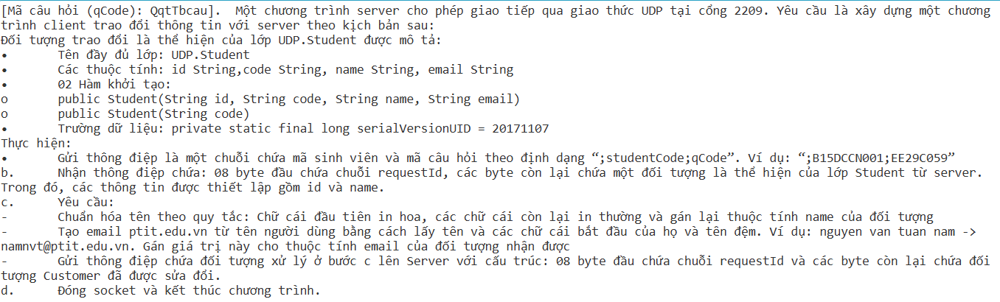 [Mã câu hỏi (qCode): QqtTbcau].  Một chương trình server cho phép giao tiếp qua giao thức UDP tại cổng 2209. Yêu cầu là xây dựng một chương
trình client trao đổi thông tin với server theo kịch bản sau:
Đối tượng trao đổi là thể hiện của lớp UDP.Student được mô tả:
•	Tên đầy đủ lớp: UDP.Student
•	Các thuộc tính: id String,code String, name String, email String
•	02 Hàm khởi tạo:
o	public Student(String id, String code, String name, String email)
o	public Student(String code)
•	Trường dữ liệu: private static final long serialVersionUID = 20171107
Thực hiện:
•	Gửi thông điệp là một chuỗi chứa mã sinh viên và mã câu hỏi theo định dạng “;studentCode;qCode”. Ví dụ: “;B15DCCN001;EE29C059”
b.	Nhận thông điệp chứa: 08 byte đầu chứa chuỗi requestId, các byte còn lại chứa một đối tượng là thể hiện của lớp Student từ server.
Trong đó, các thông tin được thiết lập gồm id và name.
c.	Yêu cầu:
-	Chuẩn hóa tên theo quy tắc: Chữ cái đầu tiên in hoa, các chữ cái còn lại in thường và gán lại thuộc tính name của đối tượng
-	Tạo email ptit.edu.vn từ tên người dùng bằng cách lấy tên và các chữ cái bắt đầu của họ và tên đệm. Ví dụ: nguyen van tuan nam ->
namnvt@ptit.edu.vn. Gán giá trị này cho thuộc tính email của đối tượng nhận được
-	Gửi thông điệp chứa đối tượng xử lý ở bước c lên Server với cấu trúc: 08 byte đầu chứa chuỗi requestId và các byte còn lại chứa đối
tượng Customer đã được sửa đổi.
d.	Đóng socket và kết thúc chương trình.